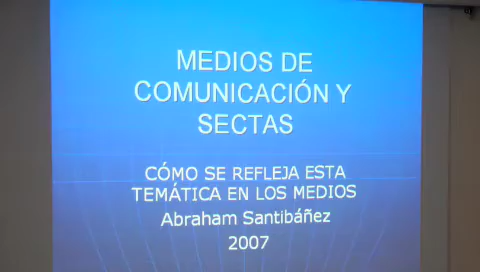 MEDIOS DE
COMUNICACIÓN Y
SECTAS
CÓMO SE REFLEJA ESTA
TEMÁTICA EN LOS MEDIOS
Abraham Santibáñez
2007